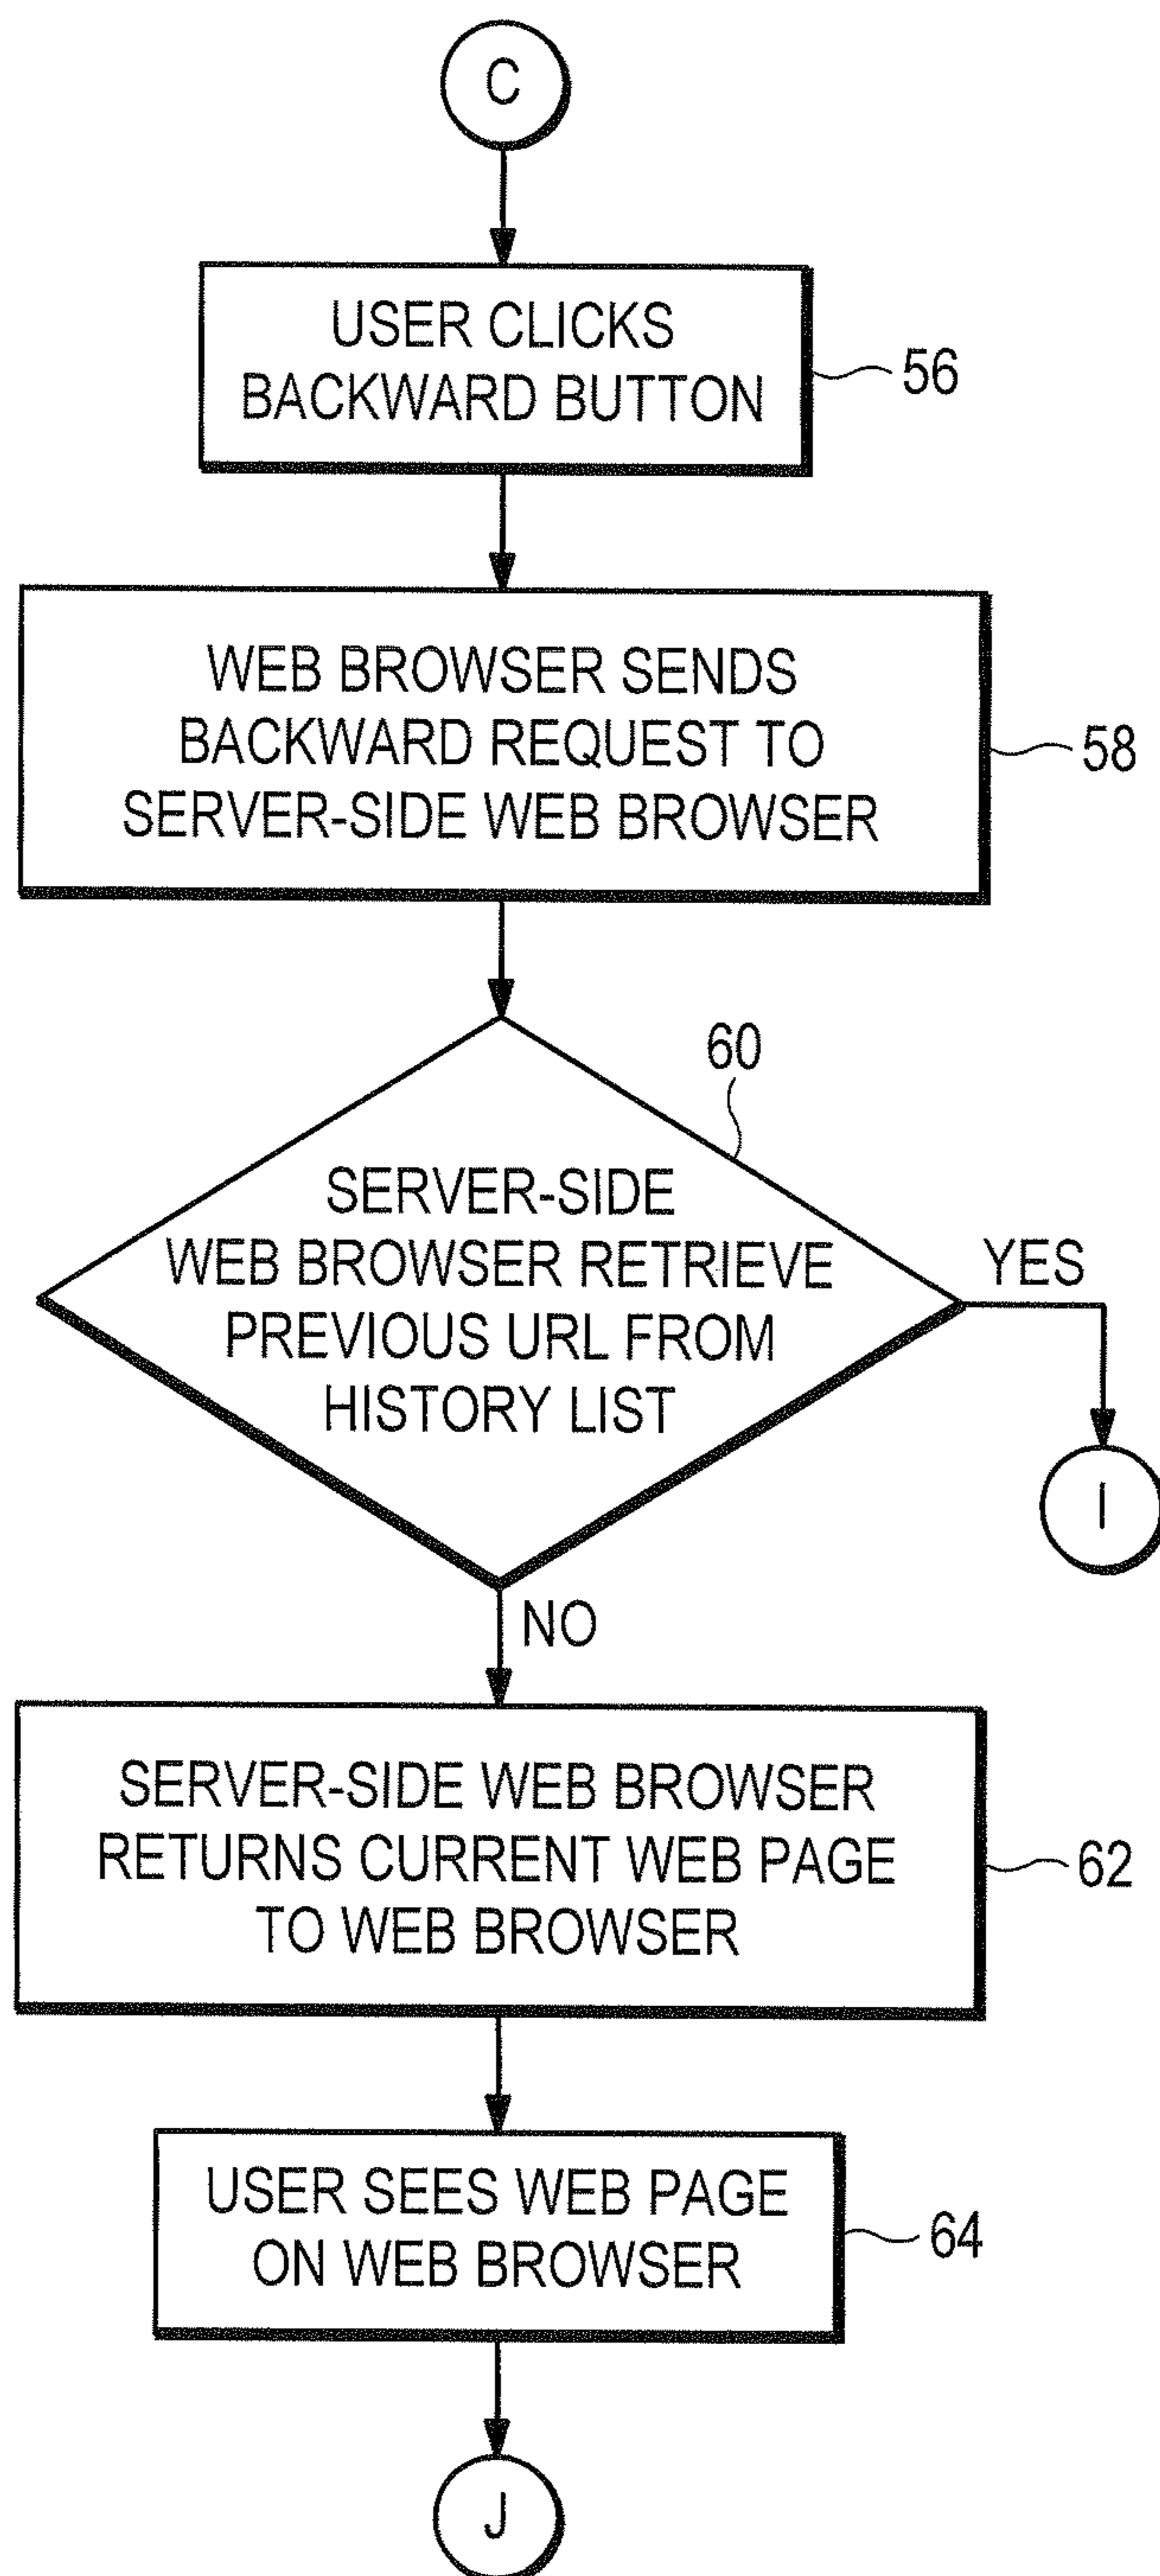 C
USER CLICKS
BACKWARD BUTTON
56
WEB BROWSER SENDS
BACKWARD REQUEST TO
SERVER-SIDE WEB BROWSER
58
60
SERVER-SIDE
WEB BROWSER RETRIEVE
PREVIOUS URL FROM
HISTORY LIST
YES
I
NO
SERVER-SIDE WEB BROWSER
RETURNS CURRENT WEB PAGE
TO WEB BROWSER
62
USER SEES WEB PAGE
ON WEB BROWSER
64
J